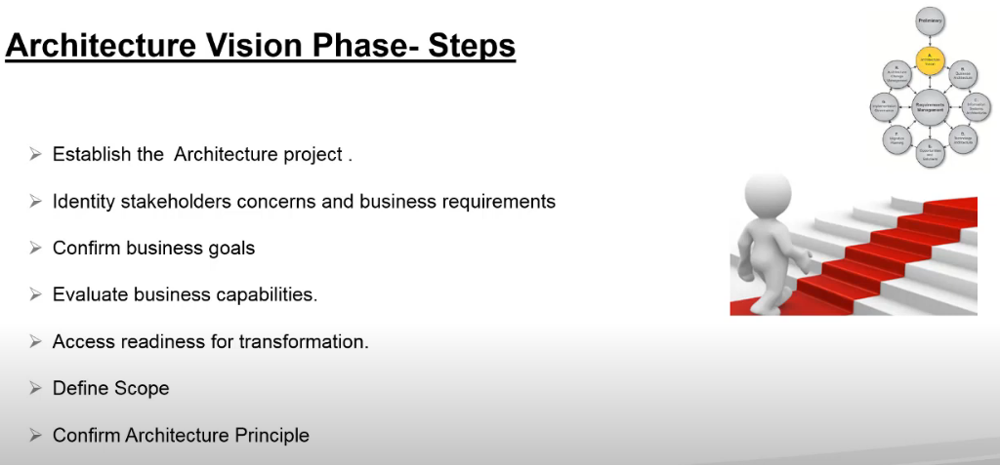 Architecture Vision Phase- Steps
Preliminary
A.
Requirements
Management
Establish the Architecture project .
Identity stakeholders concerns and business requirements
Confirm business goals
Evaluate business capabilities.
Access readiness for transformation.
Define Scope
Confirm Architecture Principle